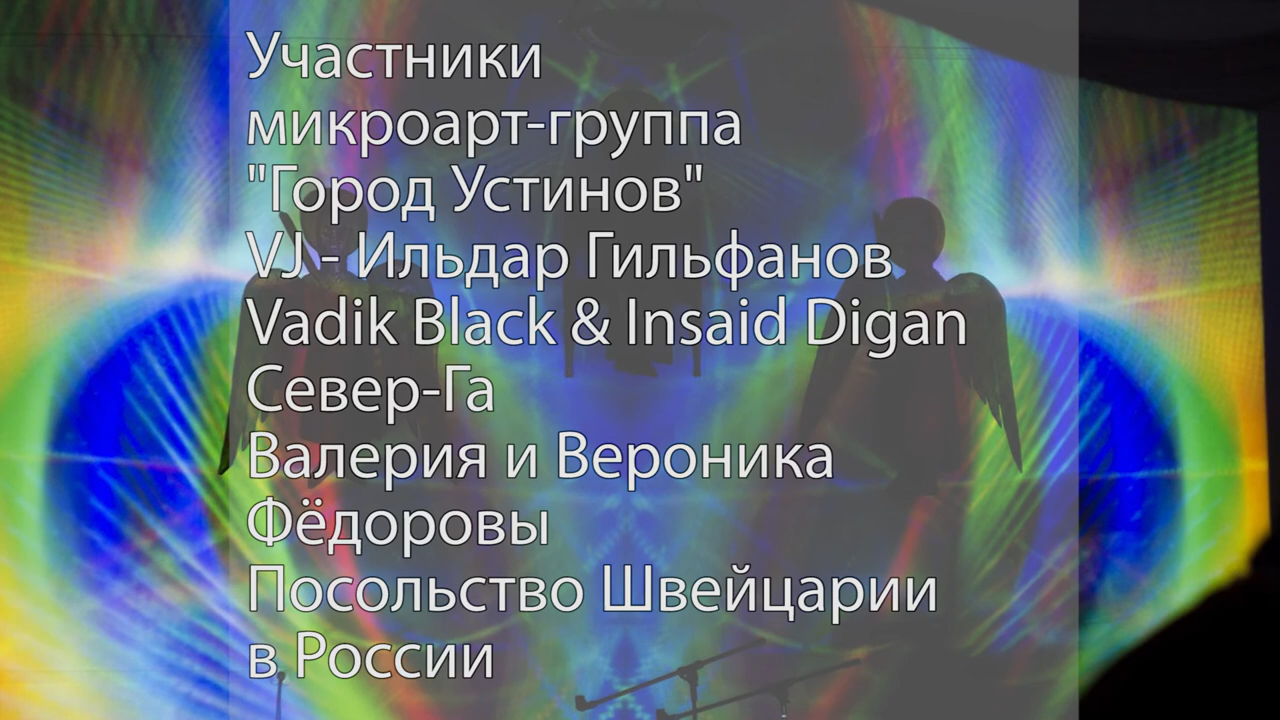 Участники
микроарт-группа
"Город Устинов"
VJ - Ильдар Гильфанов
Vadik Black & Insaid Digan
Север-Га
Валерия и Вероника
Фёдоровы
Посольство Швейцарии
в России